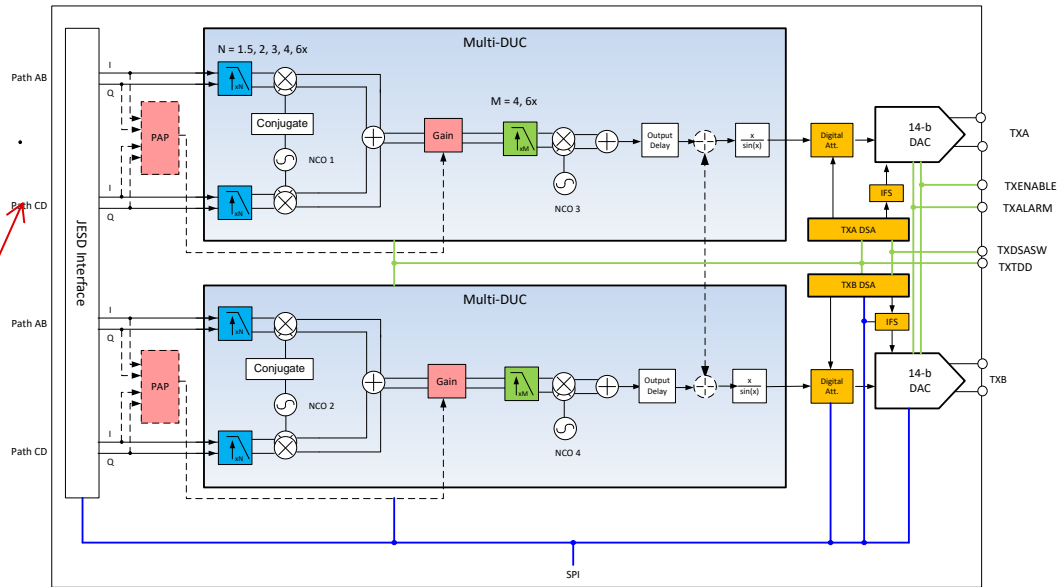 Multi-DUC
N = 1.5, 2, 3, 4, 6x
Path AB
I
Q
xN
Conjugate
NCO 1
PAP
M = 4, 6x
Gain
xM
NCO 3
Output
Delay
x
sin(x)
Digital
Att.
14-b
DAC
TXA
IFS
TXENABLE
TXALARM
Path CD
I
Q
xN
TXA DSA
JESD Interface
TXDSASW
TXTDD
Multi-DUC
TXB DSA
Path AB
I
Q
xN
IFS
Conjugate
NCO 2
PAP
Gain
xM
NCO 4
Output
Delay
x
sin(x)
Digital
Att.
14-b
DAC
TXB
Path CD
I
Q
xN
SPI